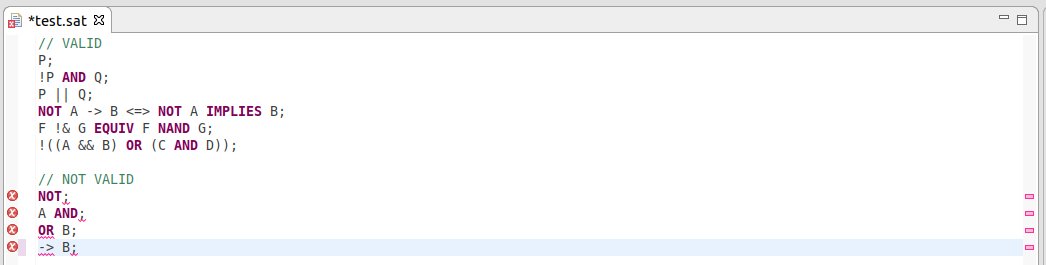 *test.sat
// VALID
P;
!P AND Q;
P || Q;
NOT A -> B <=> NOT A IMPLIES B;
F !& G EQUIV F NAND G;
!((A && B) OR (C AND D));
// NOT VALID
NOT;
A AND;
OR B;
-> B;